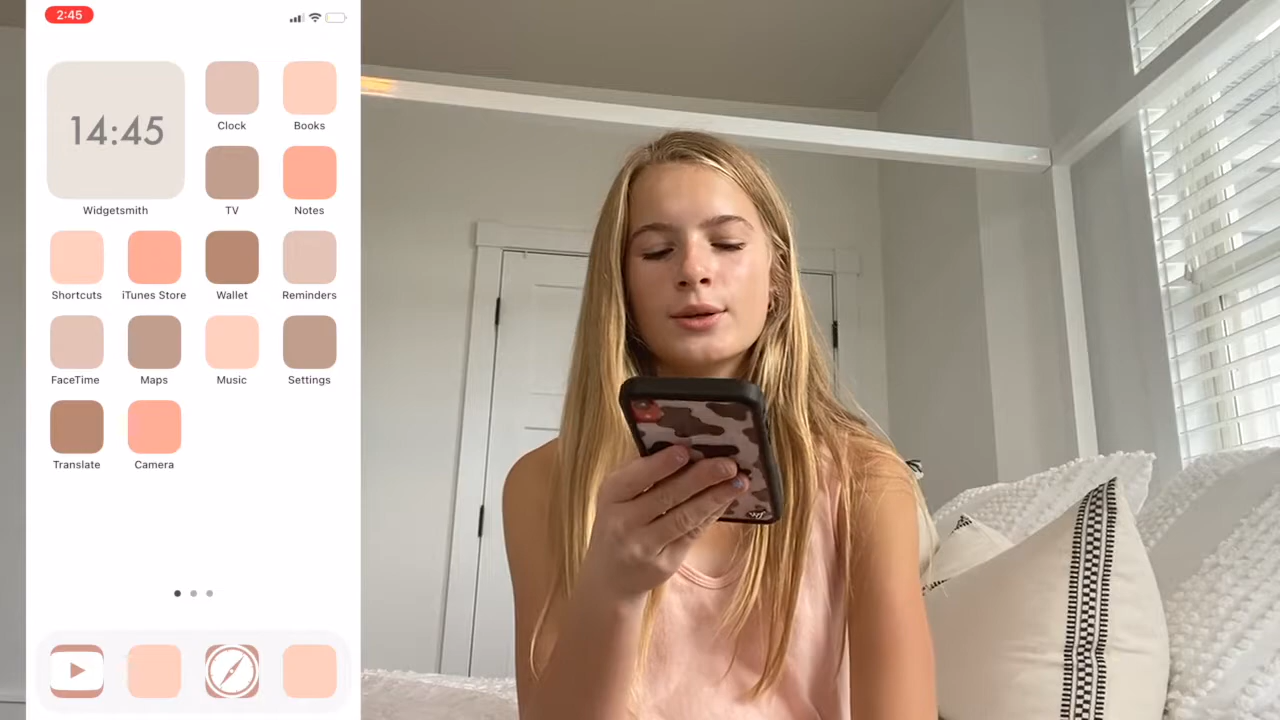 2:45
14:45
Clock
Books
Widgetsmith
TV
Notes
Shortcuts
iTunes Store
Wallet
Reminders
FaceTime
Maps
Music
Settings
Translate
Camera